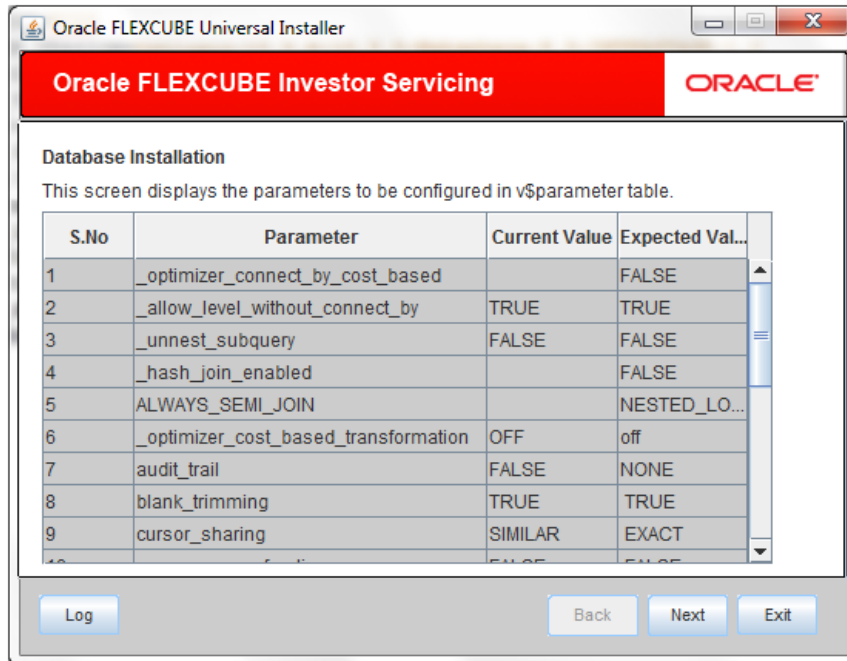 Oracle FLEXCUBE Universal Installer
Oracle FLEXCUBE Investor Servicing ORACLE
Database Installation
This screen displays the parameters to be configured in v$parameter table.
S.No Parameter Current Value Expected Val...
1 _optimizer_connect_by_cost_based FALSE
2 _allow_level_without_connect_by TRUE TRUE
3 _unnest_subquery FALSE FALSE
4 _hash_join_enabled FALSE
5 ALWAYS_SEMI_JOIN NESTED_LO...
6 _optimizer_cost_based_transformation OFF off
7 audit_trail FALSE NONE
8 blank_trimming TRUE TRUE
9 cursor_sharing SIMILAR EXACT
Log Back Next Exit